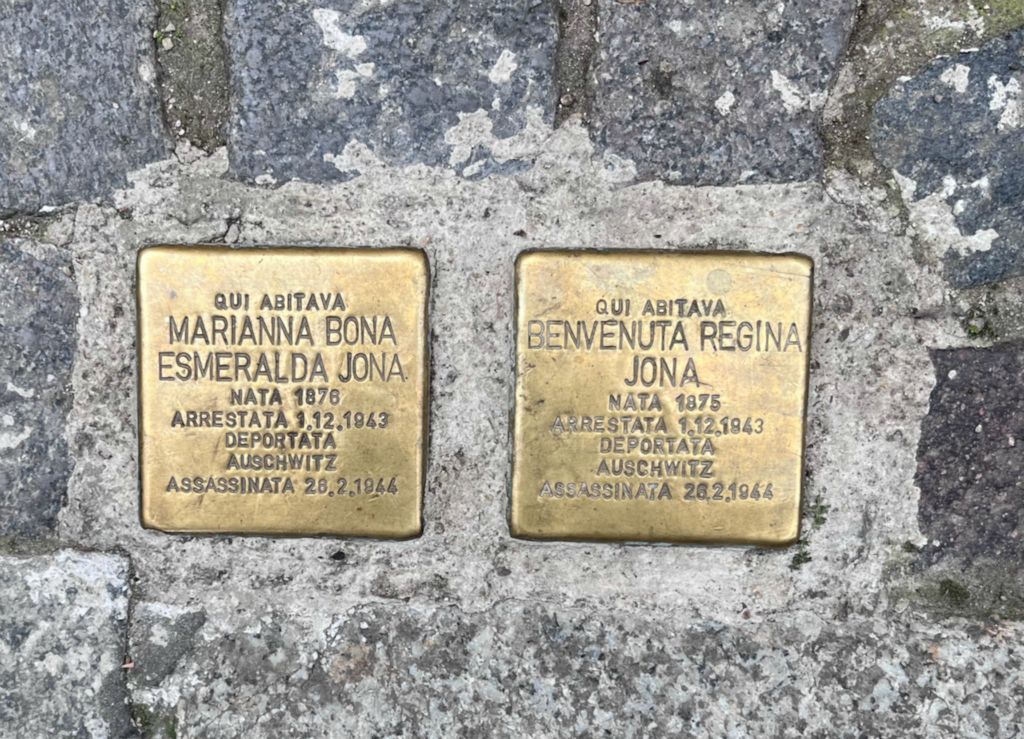 QUI ABITAVA
MARIANNA BONA
ESMERALDA JONA
NATA 1876
ARRESTATA 1.12.1943
DEPORTATA
AUSCHWITZ
ASSASSINATA 26.2.1944
QUI ABITAVA
BENVENUTA REGINA
JONA
NATA 1875
ARRESTATA 1.12.1943
DEPORTATA
AUSCHWITZ
ASSASSINATA 26.2.1944